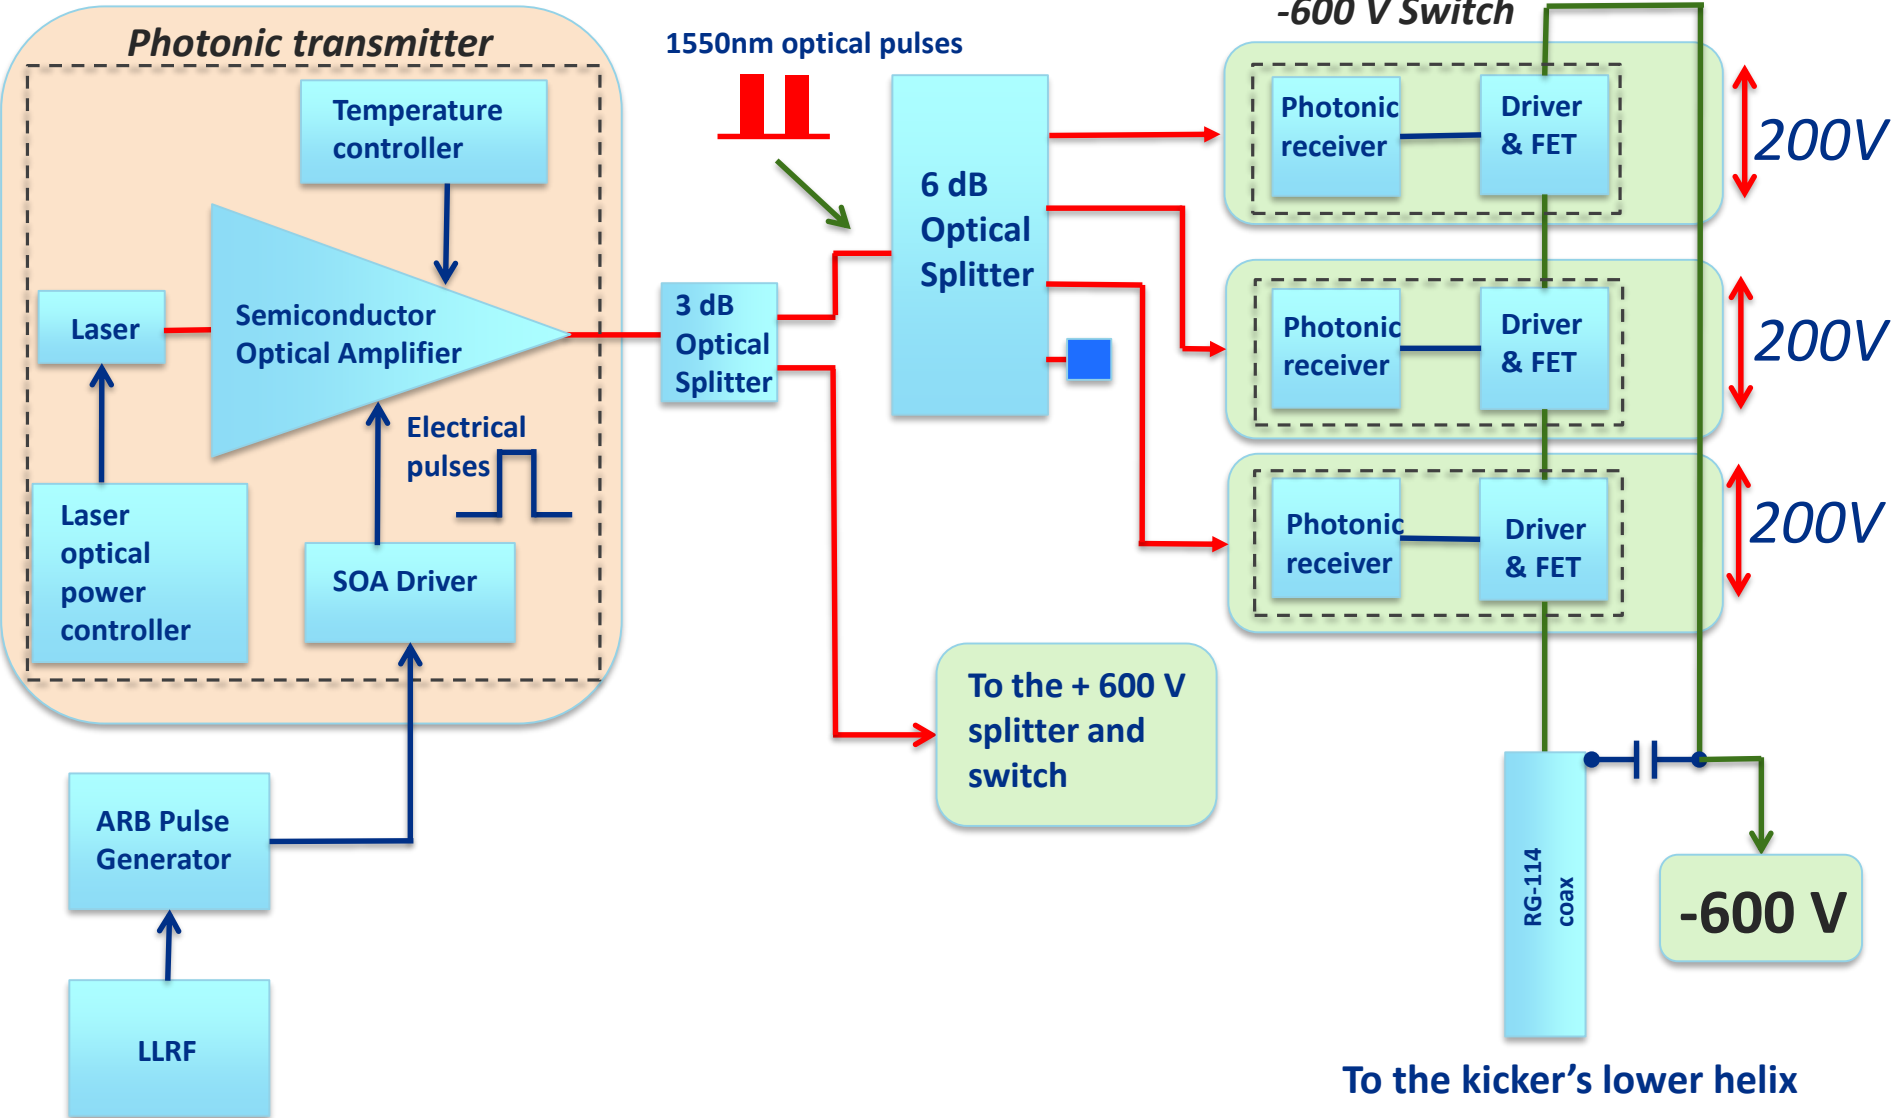 Photonic transmitter
Temperature
controller
Laser
Semiconductor
Optical Amplifier
Electrical
pulses
Laser
optical
power
controller
SOA Driver
ARB Pulse
Generator
LLRF
1550nm optical pulses
3 dB
Optical
Splitter
6 dB
Optical
Splitter
To the + 600 V
splitter and
switch
-600 V Switch
Photonic
receiver
Driver
& FET
200V
Photonic
receiver
Driver
& FET
200V
Photonic
receiver
Driver
& FET
200V
RG-114
coax
-600 V
To the kicker’s lower helix